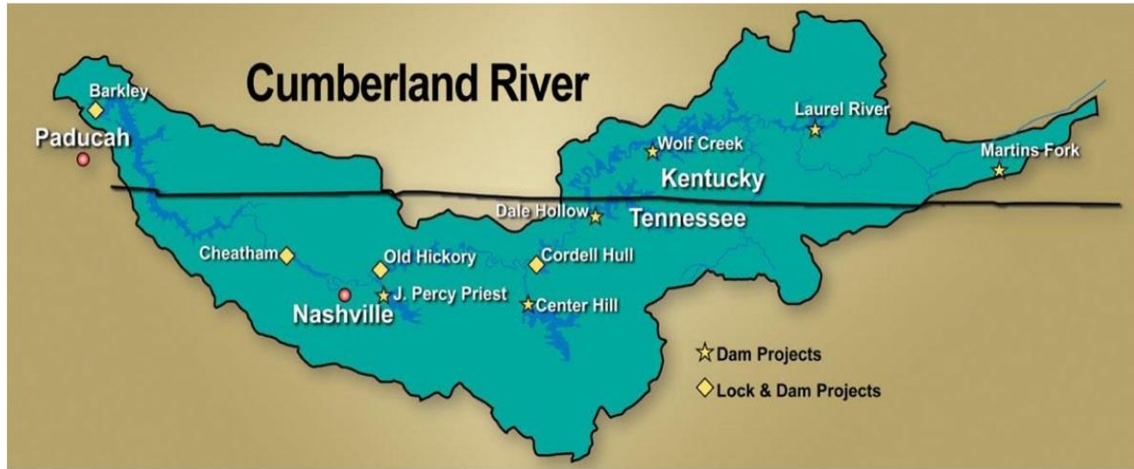 Cumberland River
Barkley
Paducah
Laurel River
Wolf Creek
Martins Fork
Kentucky
Dale Hollow
Tennessee
Cheatham
Old Hickory
Cordell Hull
J. Percy Priest
Nashville
Center Hill
Dam Projects
Lock & Dam Projects